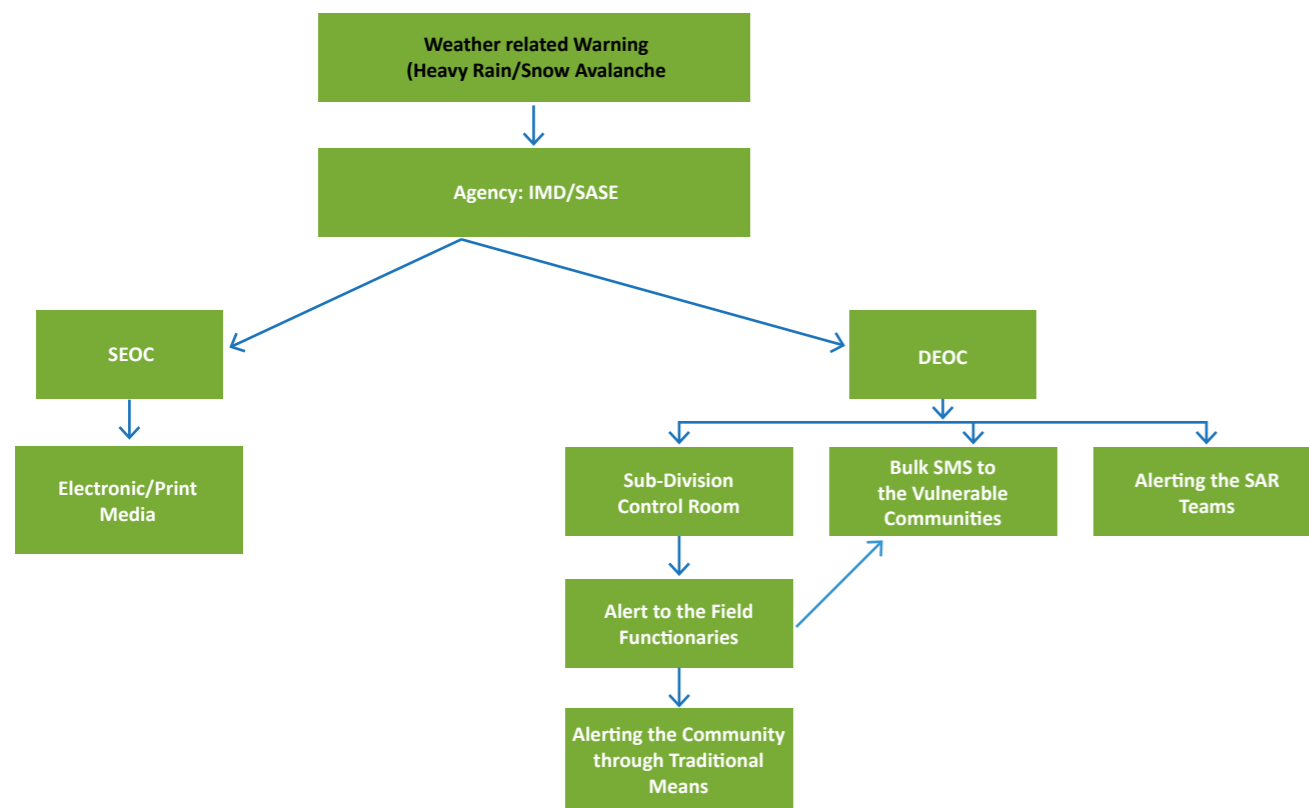 Weather related Warning
(Heavy Rain/Snow Avalanche
Agency: IMD/SASE
SEOC
DEOC
Electronic/Print
Media
Sub-Division
Control Room
Bulk SMS to
the Vulnerable
Communities
Alerting the SAR
Teams
Alert to the Field
Functionaries
Alerting the Community
through Traditional
Means